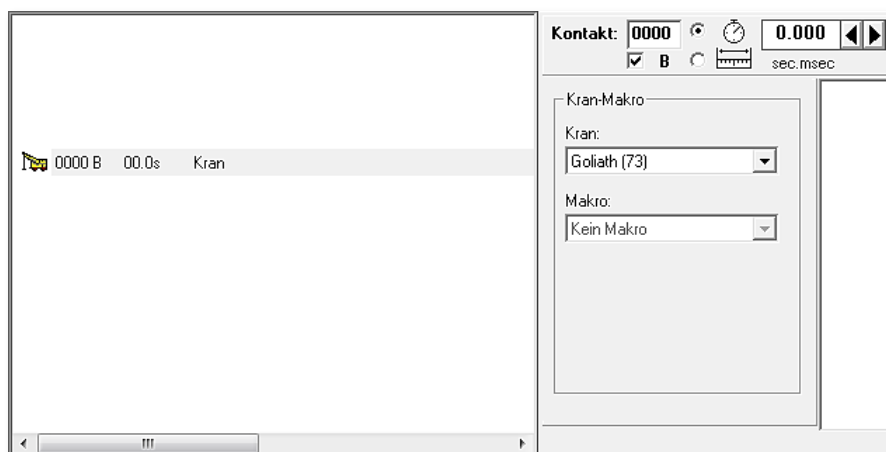 0000 B 00.0s Kran
Kontakt: 0000 0.000
B sec.msec
Kran-Makro
Kran:
Goliath (73)
Makro:
Kein Makro